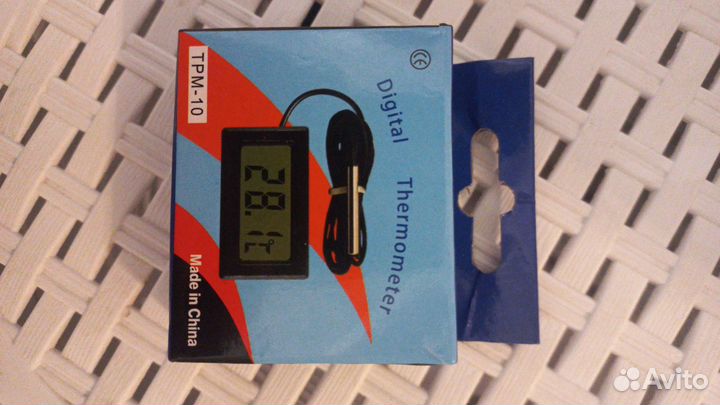 TPM-10
CE
Digital Thermometer
28.1℃
Made in China
Avito